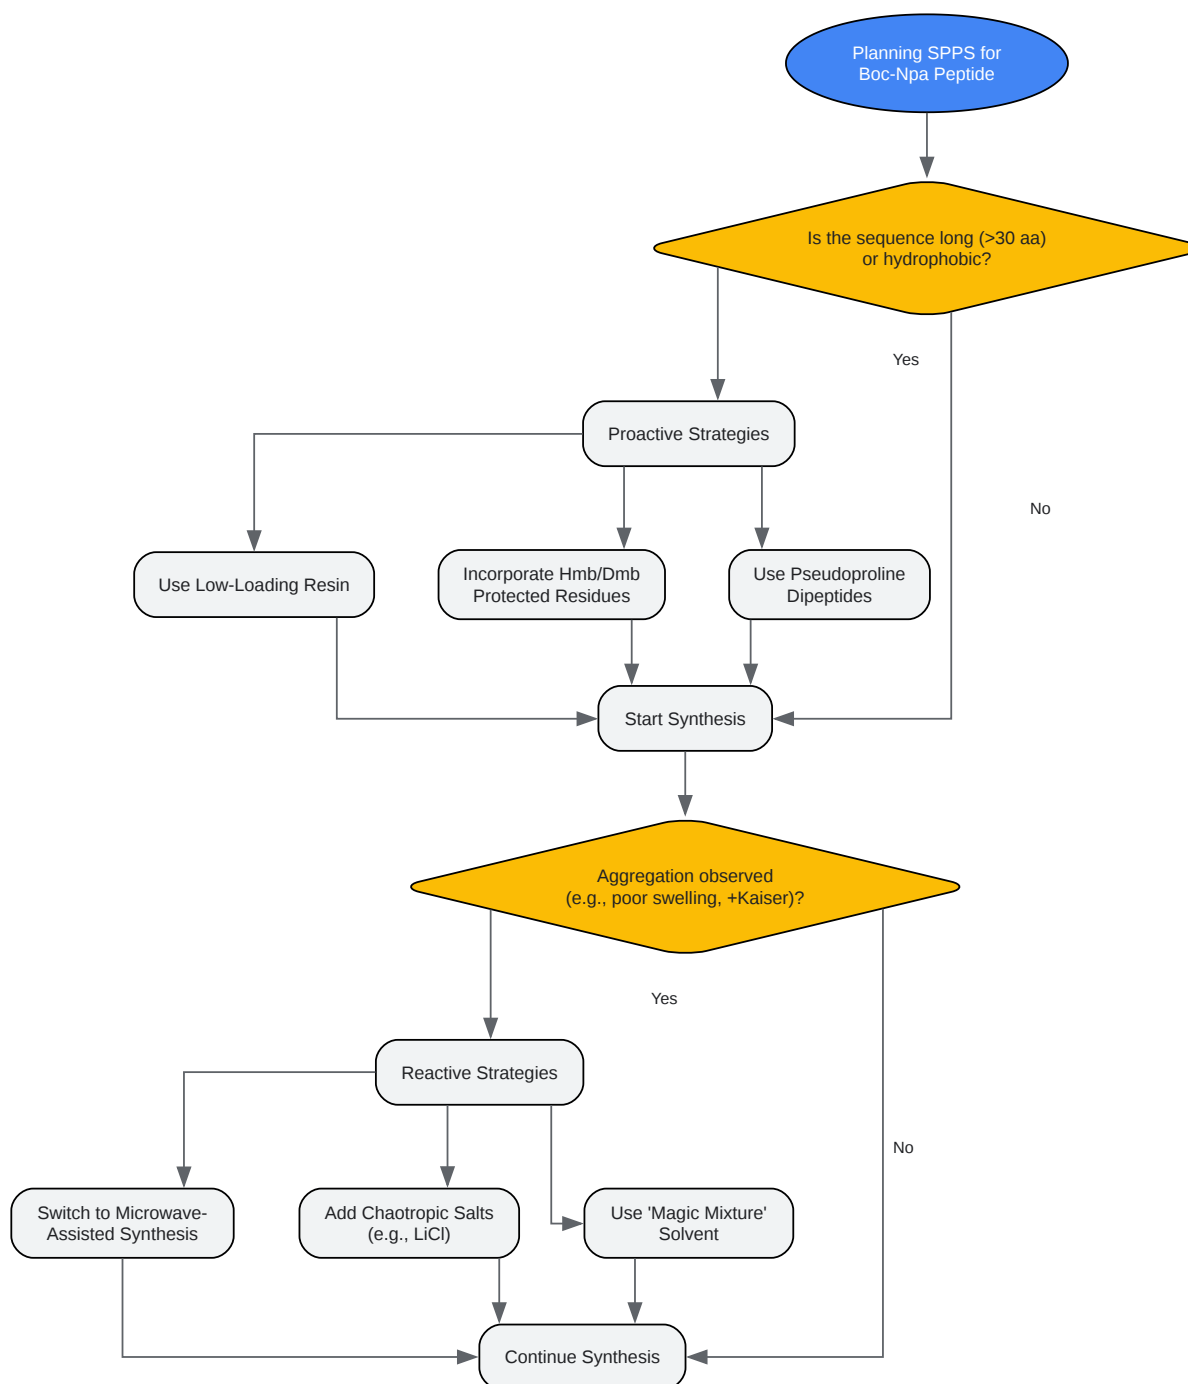 Planning SPPS for
Boc-Npa Peptide
Is the sequence long (>30 aa)
or hydrophobic?
Yes
Proactive Strategies
No
Use Low-Loading Resin
Incorporate Hmb/Dmb
Protected Residues
Use Pseudoproline
Dipeptides
Start Synthesis
Aggregation observed
(e.g., poor swelling, +Kaiser)?
Yes
Reactive Strategies
No
Switch to Microwave-
Assisted Synthesis
Add Chaotropic Salts
(e.g., LiCl)
Use 'Magic Mixture'
Solvent
Continue Synthesis